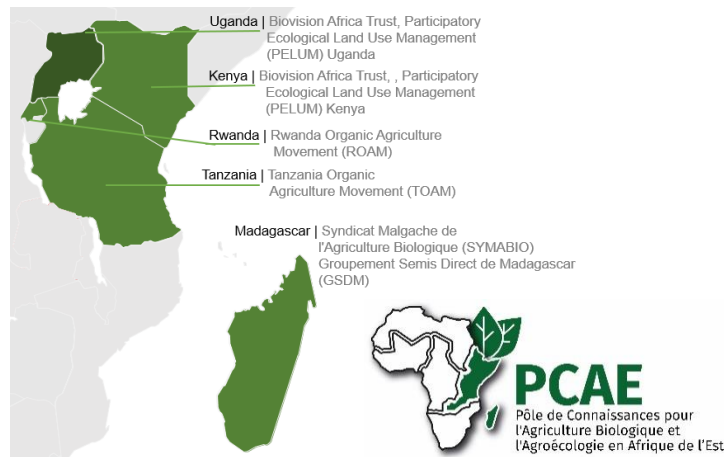 Uganda | Biovision Africa Trust, Participatory
Ecological Land Use Management
(PELUM) Uganda
Kenya | Biovision Africa Trust, , Participatory
Ecological Land Use Management
(PELUM) Kenya
Rwanda | Rwanda Organic Agriculture
Movement (ROAM)
Tanzania | Tanzania Organic
Agriculture Movement (TOAM)
Madagascar | Syndicat Malgache de
l'Agriculture Biologique (SYMABIO)
Groupement Semis Direct de Madagascar
(GSDM)
PCAE
Pôle de Connaissances pour
l'Agriculture Biologique et
l'Agroécologie en Afrique de l'Est